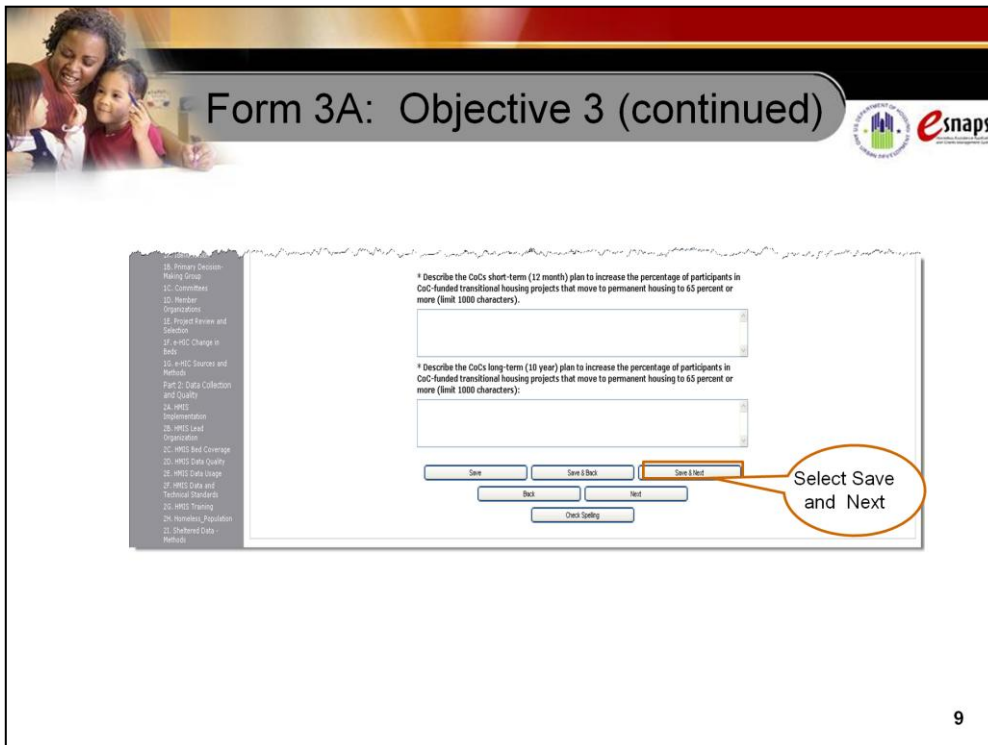 Form 3A:  Objective 3 (continued)
esnaps
1B. Primary Decision-
Making Group
1C. Committees
1D. Member
Organizations
1E. Project Review and
Selection
1F. e-HIC Change in
Beds
1G. e-HIC Sources and
Methods
Part 2: Data Collection
and Quality
2A. HMIS
Implementation
2B. HMIS Lead
Organization
2C. HMIS Bed Coverage
2D. HMIS Data Quality
2E. HMIS Data Usage
2F. HMIS Data and
Technical Standards
2G. HMIS Training
2H. Homeless_Population
2I. Sheltered Data -
Methods
* Describe the CoCs short-term (12 month) plan to increase the percentage of participants in
CoC-funded transitional housing projects that move to permanent housing to 65 percent or
more (limit 1000 characters).
* Describe the CoCs long-term (10 year) plan to increase the percentage of participants in
CoC-funded transitional housing projects that move to permanent housing to 65 percent or
more (limit 1000 characters):
Save
Save & Back
Save & Next
Back
Next
Check Spelling
Select Save
and  Next
9